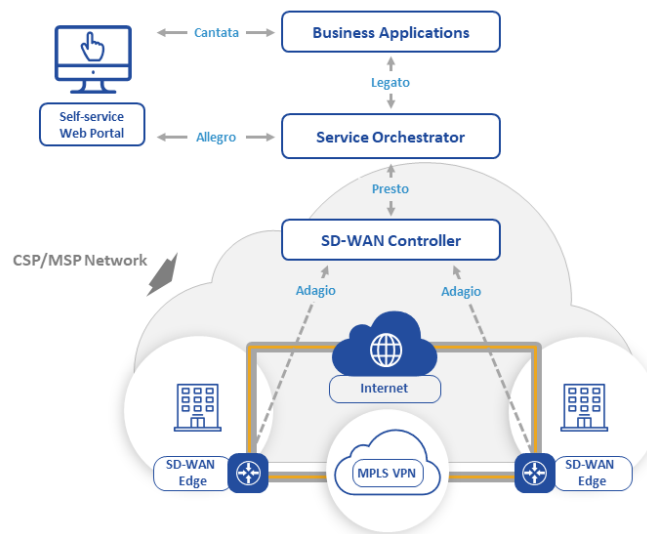 Cantata
Business Applications
Legato
Self-service
Web Portal
Allegro
Service Orchestrator
Presto
SD-WAN Controller
CSP/MSP Network
Adagio
Adagio
Internet
SD-WAN
Edge
MPLS VPN
SD-WAN
Edge